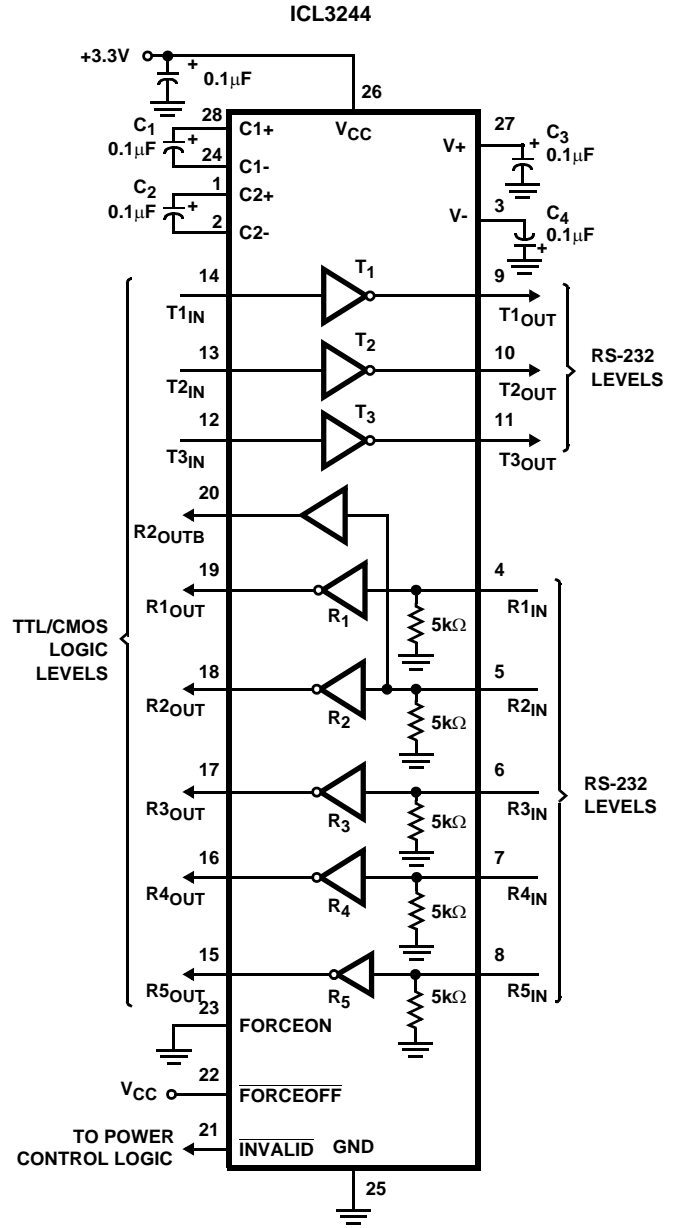 ICL3244
+3.3V
+
0.1μF
26
28
C1
0.1μF
+
24
C1+
C1-
VCC
27
V+
+
C3
0.1μF
1
C2
0.1μF
+
2
C2+
C2-
3
V-
C4
0.1μF
+
14
T1IN
T1
9
T1OUT
13
T2IN
T2
10
T2OUT
12
T3IN
T3
11
T3OUT
RS-232
LEVELS
20
R2OUTB
19
R1OUT
R1
5kΩ
4
R1IN
TTL/CMOS
LOGIC
LEVELS
18
R2OUT
R2
5kΩ
5
R2IN
17
R3OUT
R3
5kΩ
6
R3IN
RS-232
LEVELS
16
R4OUT
R4
5kΩ
7
R4IN
15
R5OUT
R5
5kΩ
8
R5IN
23
FORCEON
VCC
22
FORCEOFF
TO POWER
CONTROL LOGIC
21
INVALID
GND
25